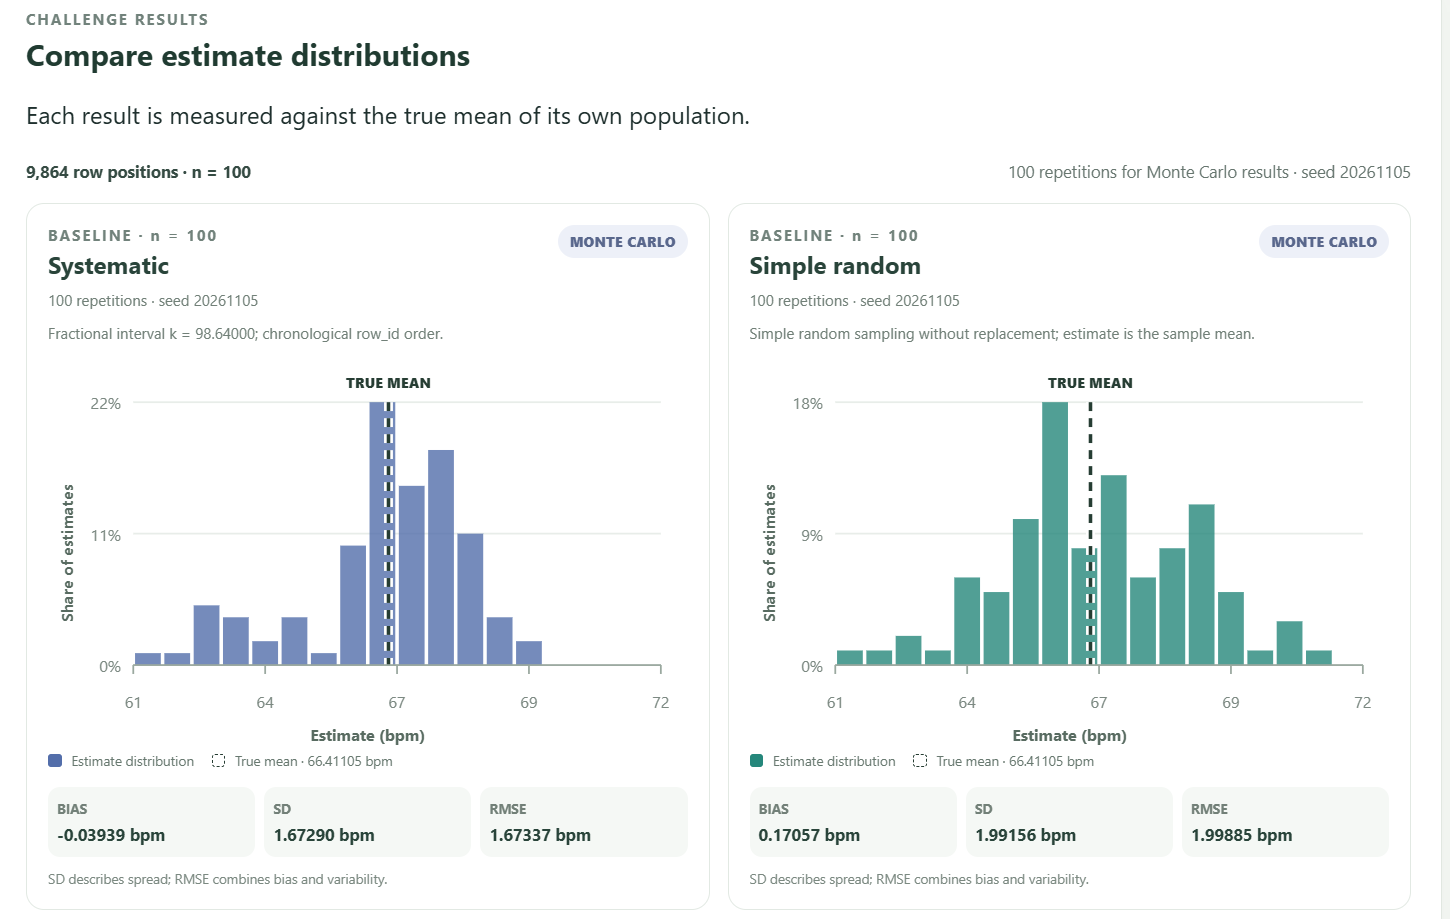 CHALLENGE RESULTS
Compare estimate distributions
Each result is measured against the true mean of its own population.
9,864 row positions · n = 100
100 repetitions for Monte Carlo results · seed 20261105
BASELINE · n = 100
MONTE CARLO
Systematic
100 repetitions · seed 20261105
Fractional interval k = 98.64000; chronological row_id order.
TRUE MEAN
22%
11%
0%
Share of estimates
61 64 67 69 72
Estimate (bpm)
Estimate distribution True mean · 66.41105 bpm
BIAS SD RMSE
-0.03939 bpm 1.67290 bpm 1.67337 bpm
SD describes spread; RMSE combines bias and variability.
BASELINE · n = 100
MONTE CARLO
Simple random
100 repetitions · seed 20261105
Simple random sampling without replacement; estimate is the sample mean.
TRUE MEAN
18%
9%
0%
Share of estimates
61 64 67 69 72
Estimate (bpm)
Estimate distribution True mean · 66.41105 bpm
BIAS SD RMSE
0.17057 bpm 1.99156 bpm 1.99885 bpm
SD describes spread; RMSE combines bias and variability.